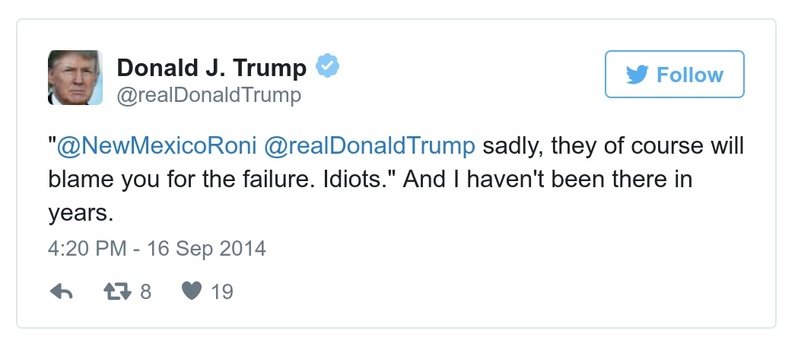 Donald J. Trump
@realDonaldTrump
Follow
"@NewMexicoRoni @realDonaldTrump sadly, they of course will
blame you for the failure. Idiots." And I haven't been there in
years.
4:20 PM - 16 Sep 2014
8 19